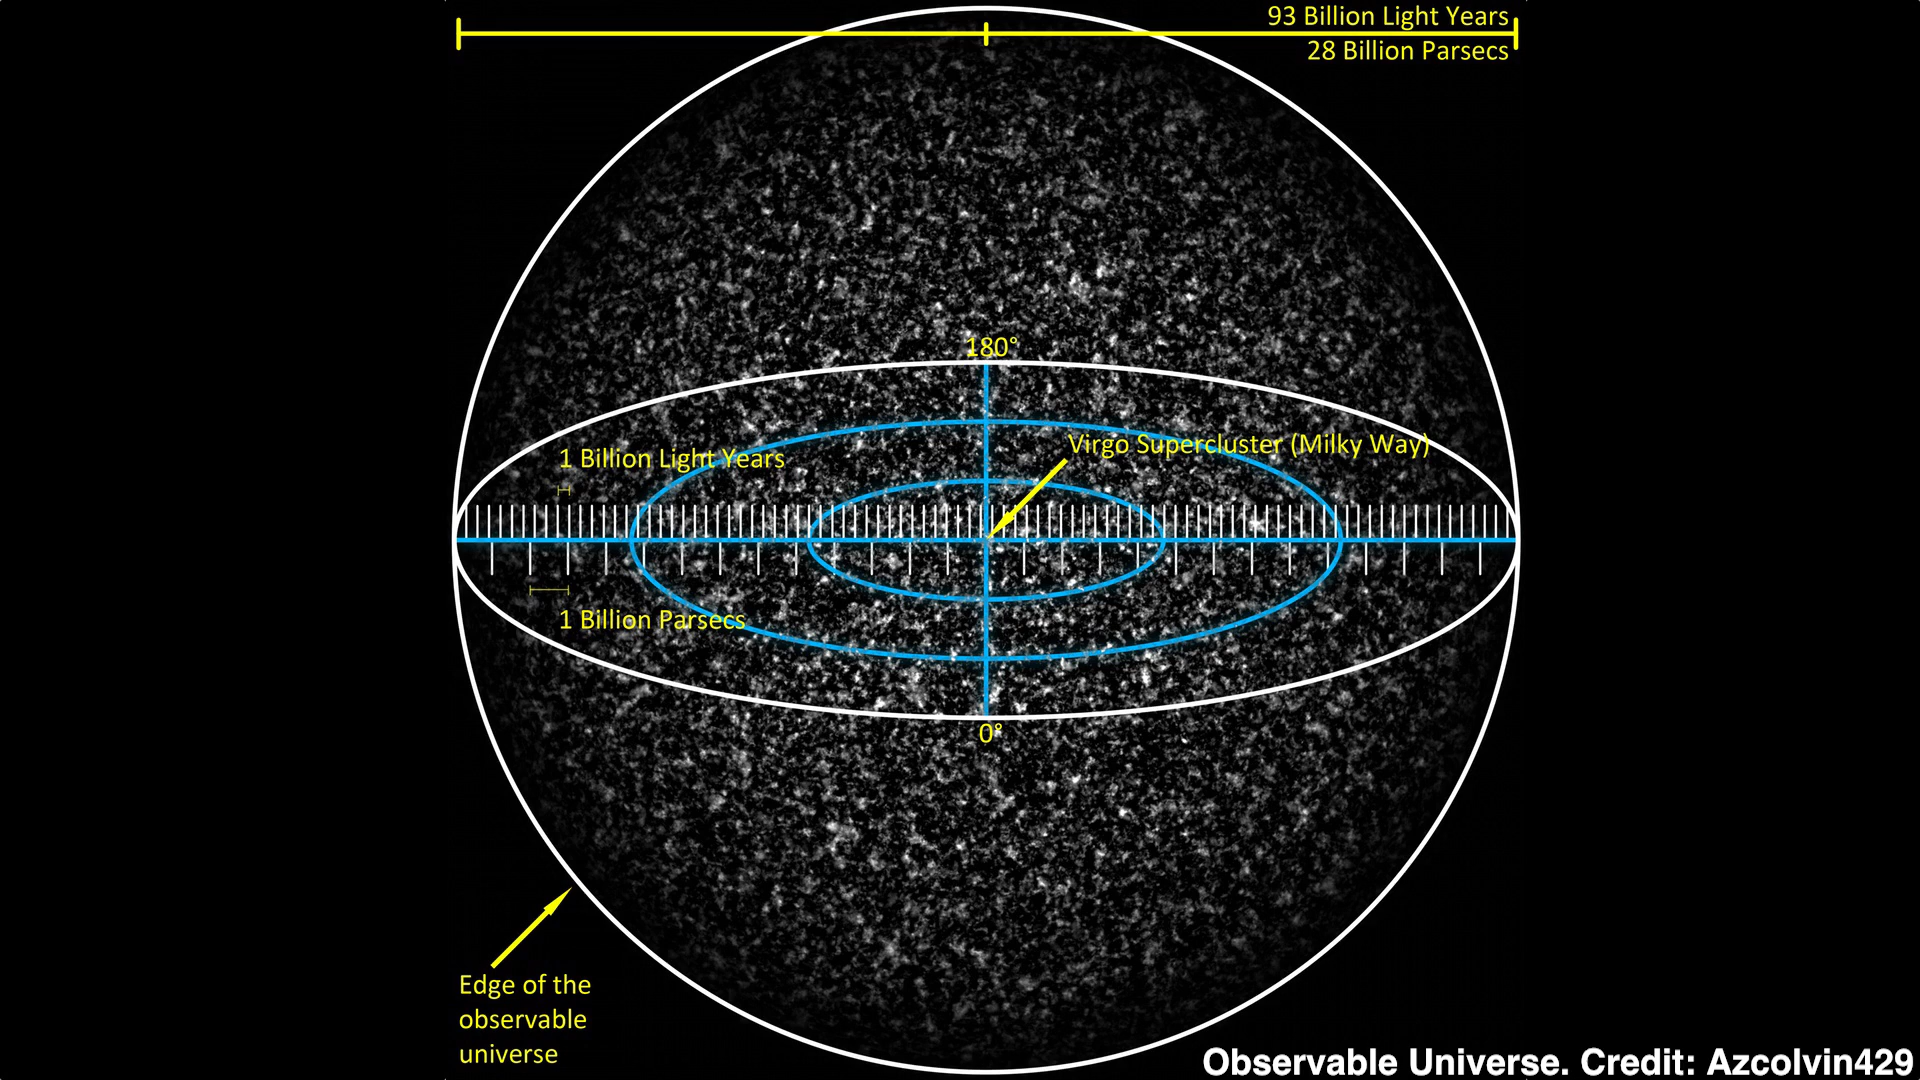 93 Billion Light Years
28 Billion Parsecs
180°
Virgo Supercluster (Milky Way)
1 Billion Light Years
1 Billion Parsecs
0°
Edge of the
observable
universe
Observable Universe. Credit: Azcolvin429